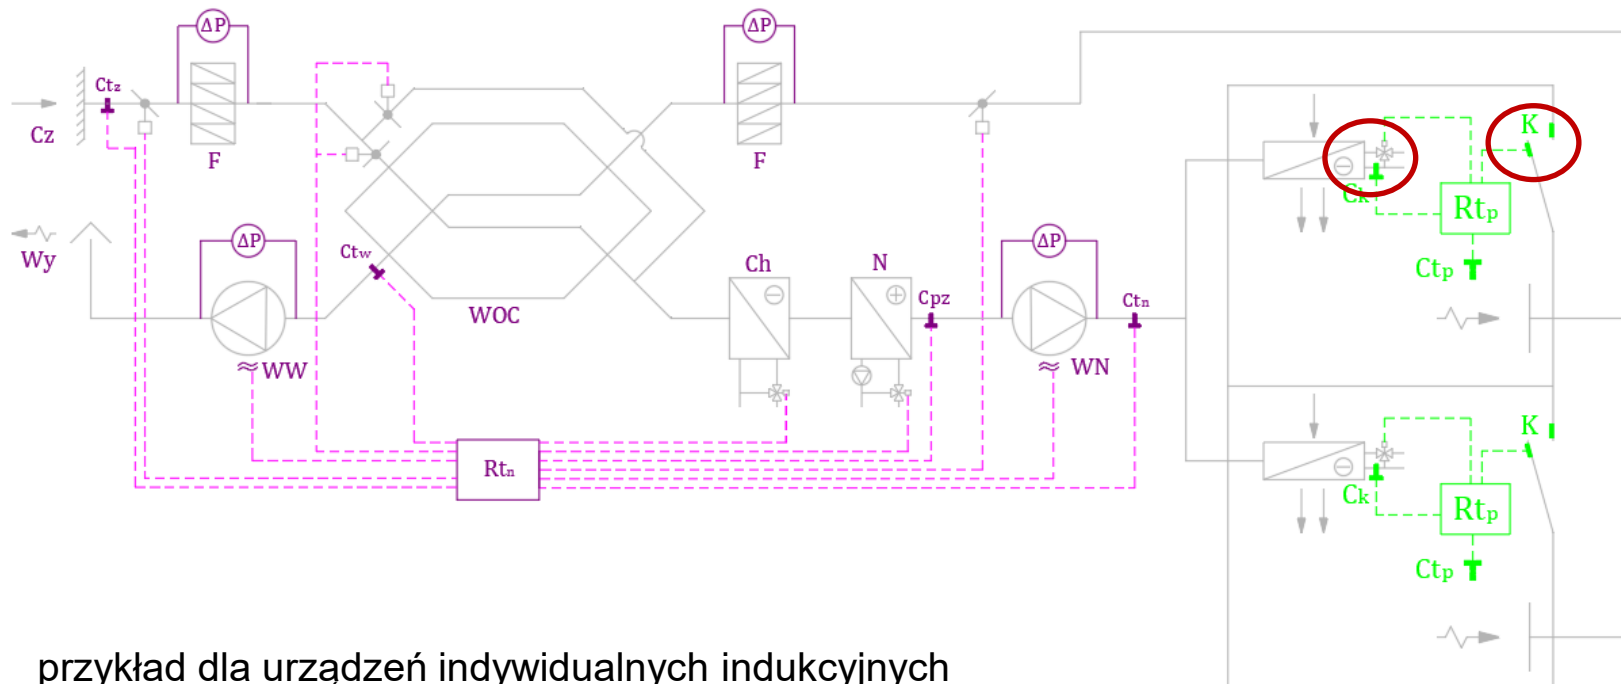 ΔP
ΔP
Ctz
Cz
F
F
K
Ck
Rtp
Wy
ΔP
Ctw
ΔP
Ctp
Ch
N
Cpz
Ctn
WOC
WW
WN
K
Rtn
Ck
Rtp
Ctp
przykład dla urządzeń indywidualnych indukcyjnych